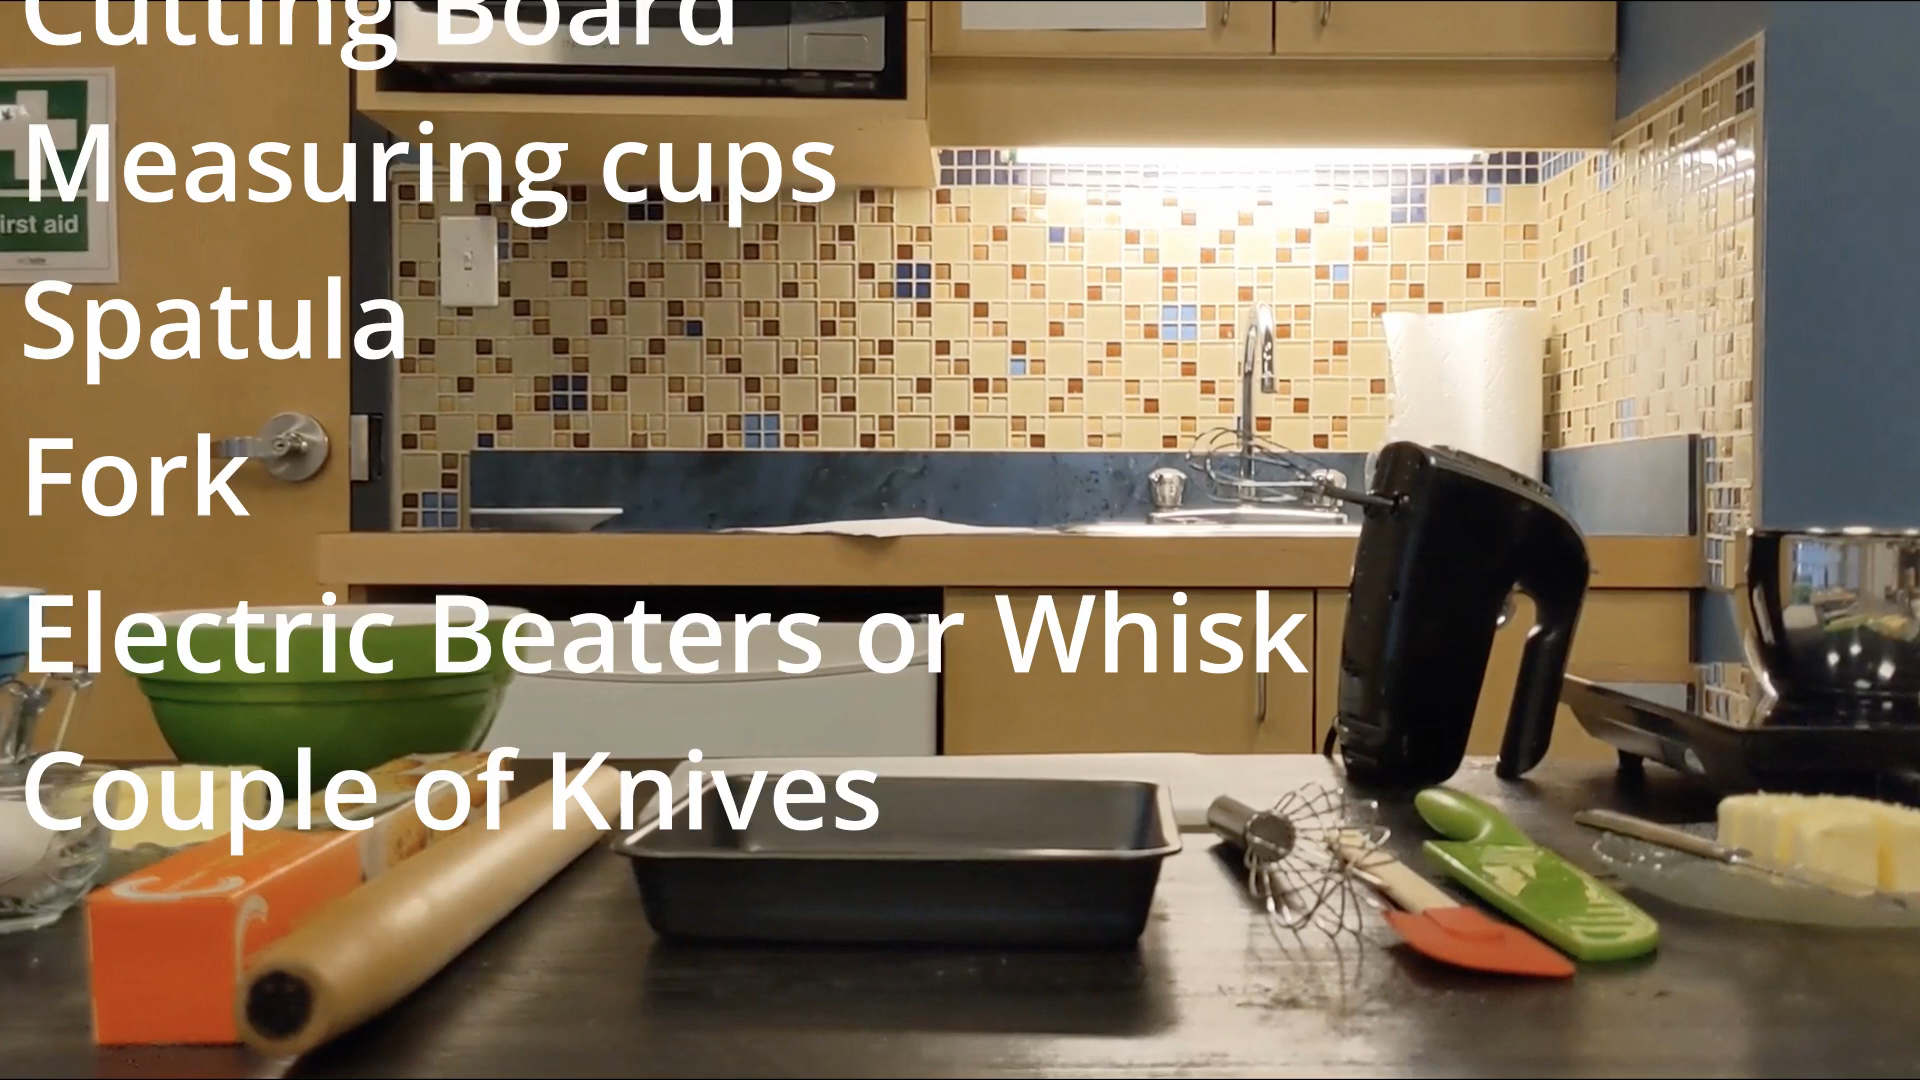 Cutting Board
Measuring cups
irst aid
Spatula
Fork
Electric Beaters or Whisk
Couple of Knives